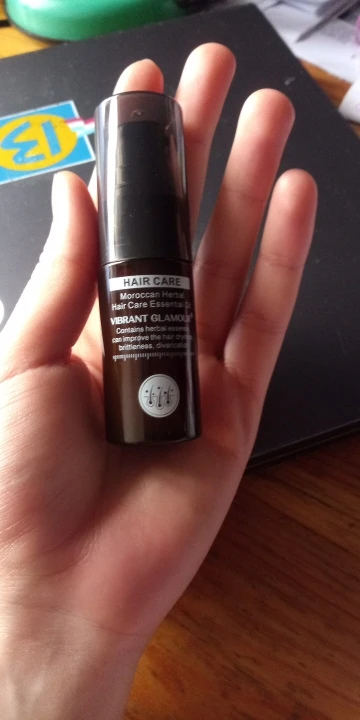 HAIR CARE
Moroccan Herbal
Hair Care Essential
VIBRANT GLAMOUR
Contains herbal essence
can improve the hair
brittleness,